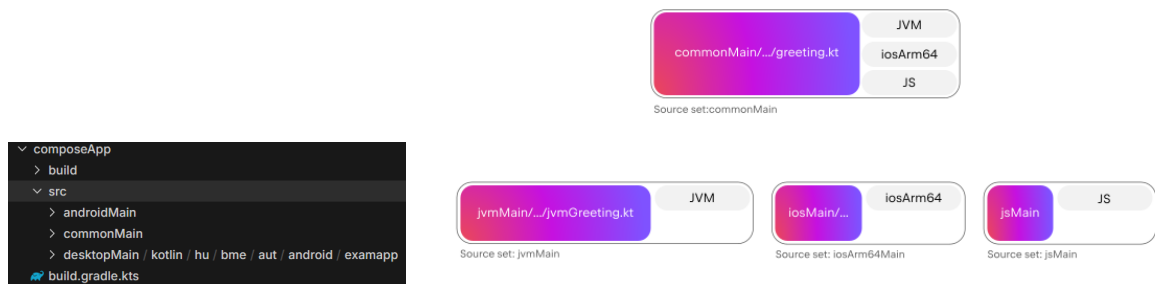 composeApp
build
src
androidMain
commonMain
desktopMain / kotlin / hu / bme / aut / android / examapp
build.gradle.kts
commonMain/.../greeting.kt
JVM
iosArm64
JS
Source set:commonMain
jvmMain/.../jvmGreeting.kt
JVM
Source set: jvmMain
iosMain/...
iosArm64
Source set: iosArm64Main
jsMain
JS
Source set: jsMain